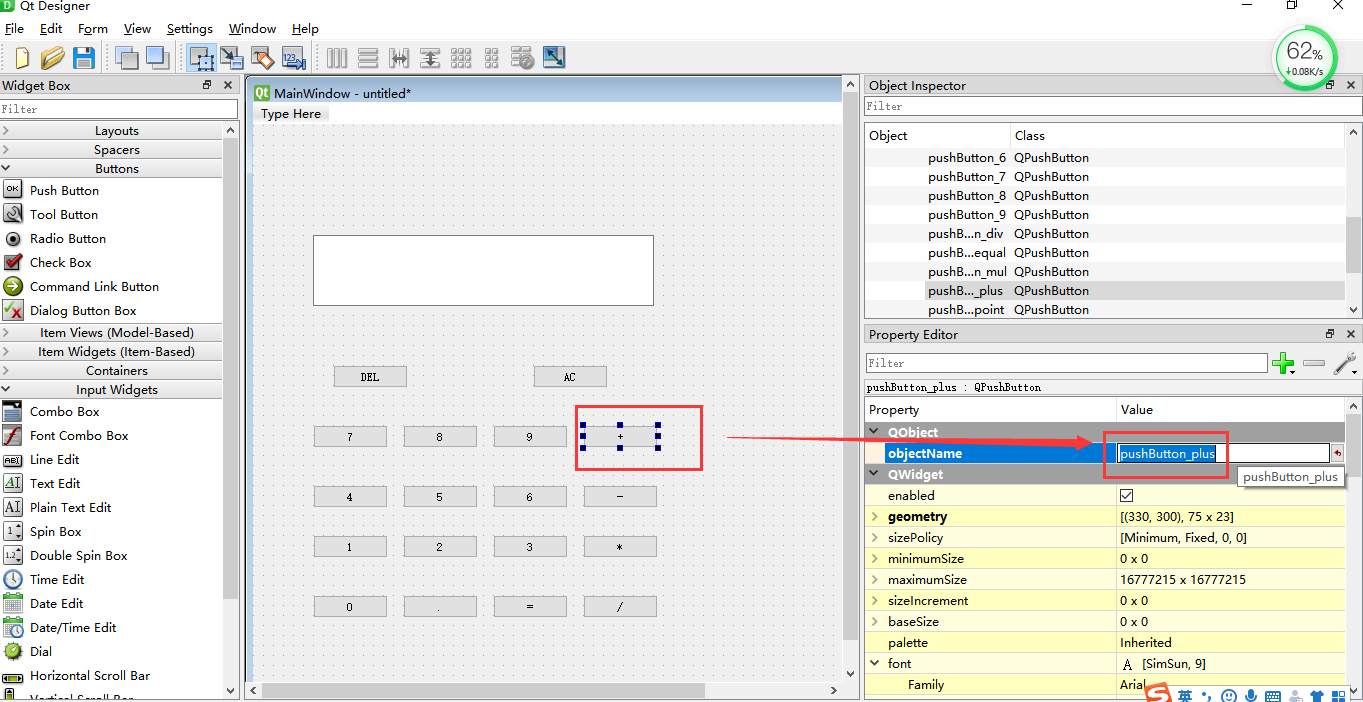 Qt Designer
File Edit Form View Settings Window Help
62%
0.08K/s
Widget Box
Filter
Layouts
Spacers
Buttons
OK Push Button
Tool Button
Radio Button
Check Box
Command Link Button
Dialog Button Box
Item Views (Model-Based)
Item Widgets (Item-Based)
Containers
Input Widgets
Combo Box
Font Combo Box
Line Edit
Text Edit
Plain Text Edit
Spin Box
Double Spin Box
Time Edit
Date Edit
Date/Time Edit
Dial
Horizontal Scroll Bar
Vertical Scroll Bar
Qt MainWindow - untitled*
Type Here
DEL AC
7 8 9 +
4 5 6 -
1 2 3 *
0 . = /
Object Inspector
Filter
Object Class
pushButton_6 QPushButton
pushButton_7 QPushButton
pushButton_8 QPushButton
pushButton_9 QPushButton
pushB...n_div QPushButton
pushB...equal QPushButton
pushB...n_mul QPushButton
pushB..._plus QPushButton
pushB...point QPushButton
Property Editor
Filter
pushButton_plus : QPushButton
Property Value
QObject
objectName pushButton_plus
QWidget
pushButton_plus
enabled
geometry [(330, 300), 75 x 23]
sizePolicy [Minimum, Fixed, 0, 0]
minimumSize 0 x 0
maximumSize 16777215 x 16777215
sizeIncrement 0 x 0
baseSize 0 x 0
palette Inherited
font A [SimSun, 9]
Family Arial
英